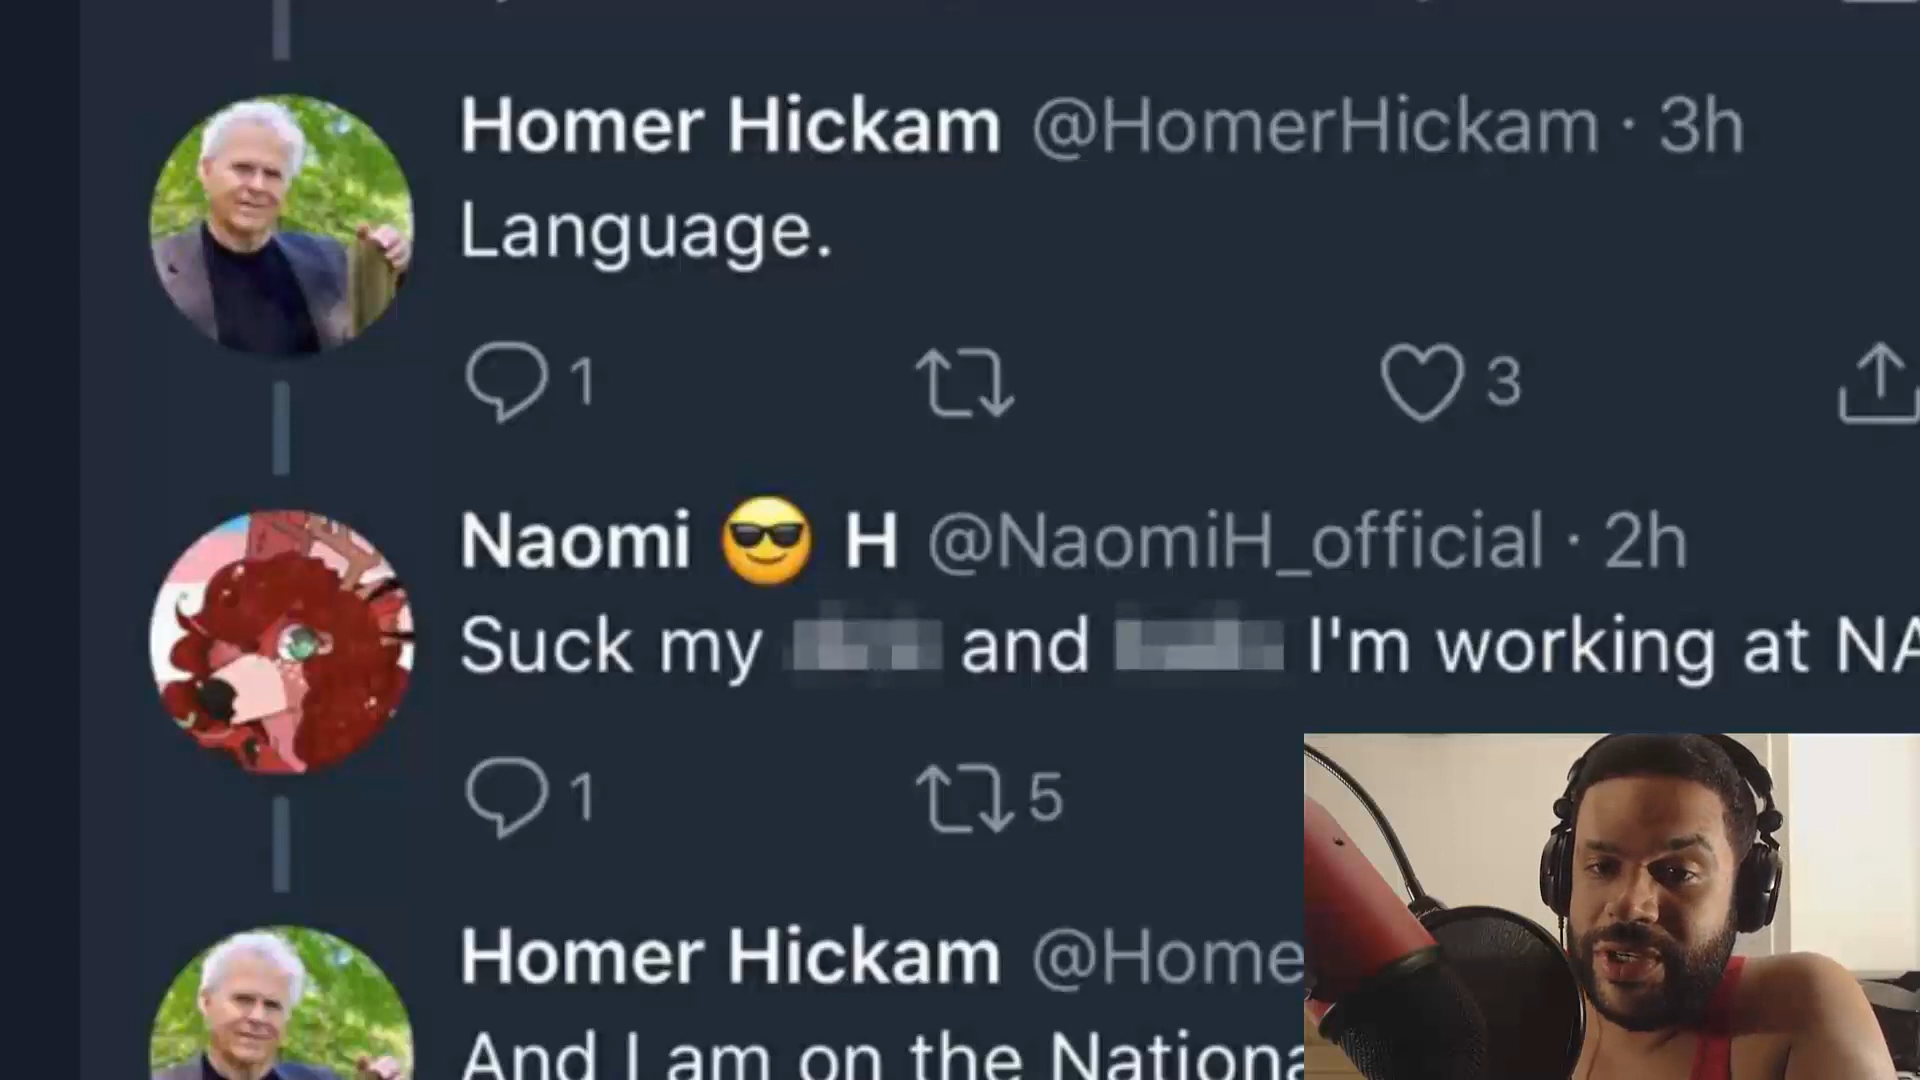 Homer Hickam @HomerHickam · 3h
Language.
1 3
Naomi 😎 H @NaomiH_official · 2h
Suck my and I'm working at NA
1 5
Homer Hickam @Home
And I am on the Nationa